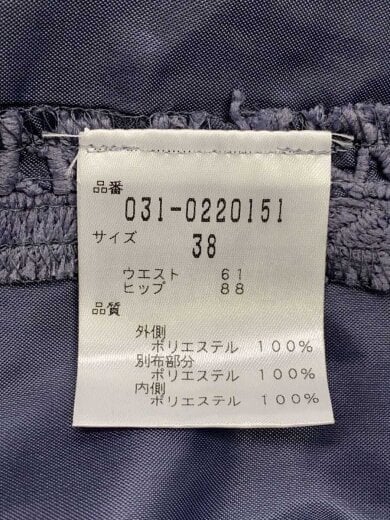 品番
031-0220151
サイズ
38
ウエスト 61
ヒップ 88
品質
外側
ポリエステル 100%
別布部分
ポリエステル 100%
内側
ポリエステル 100%